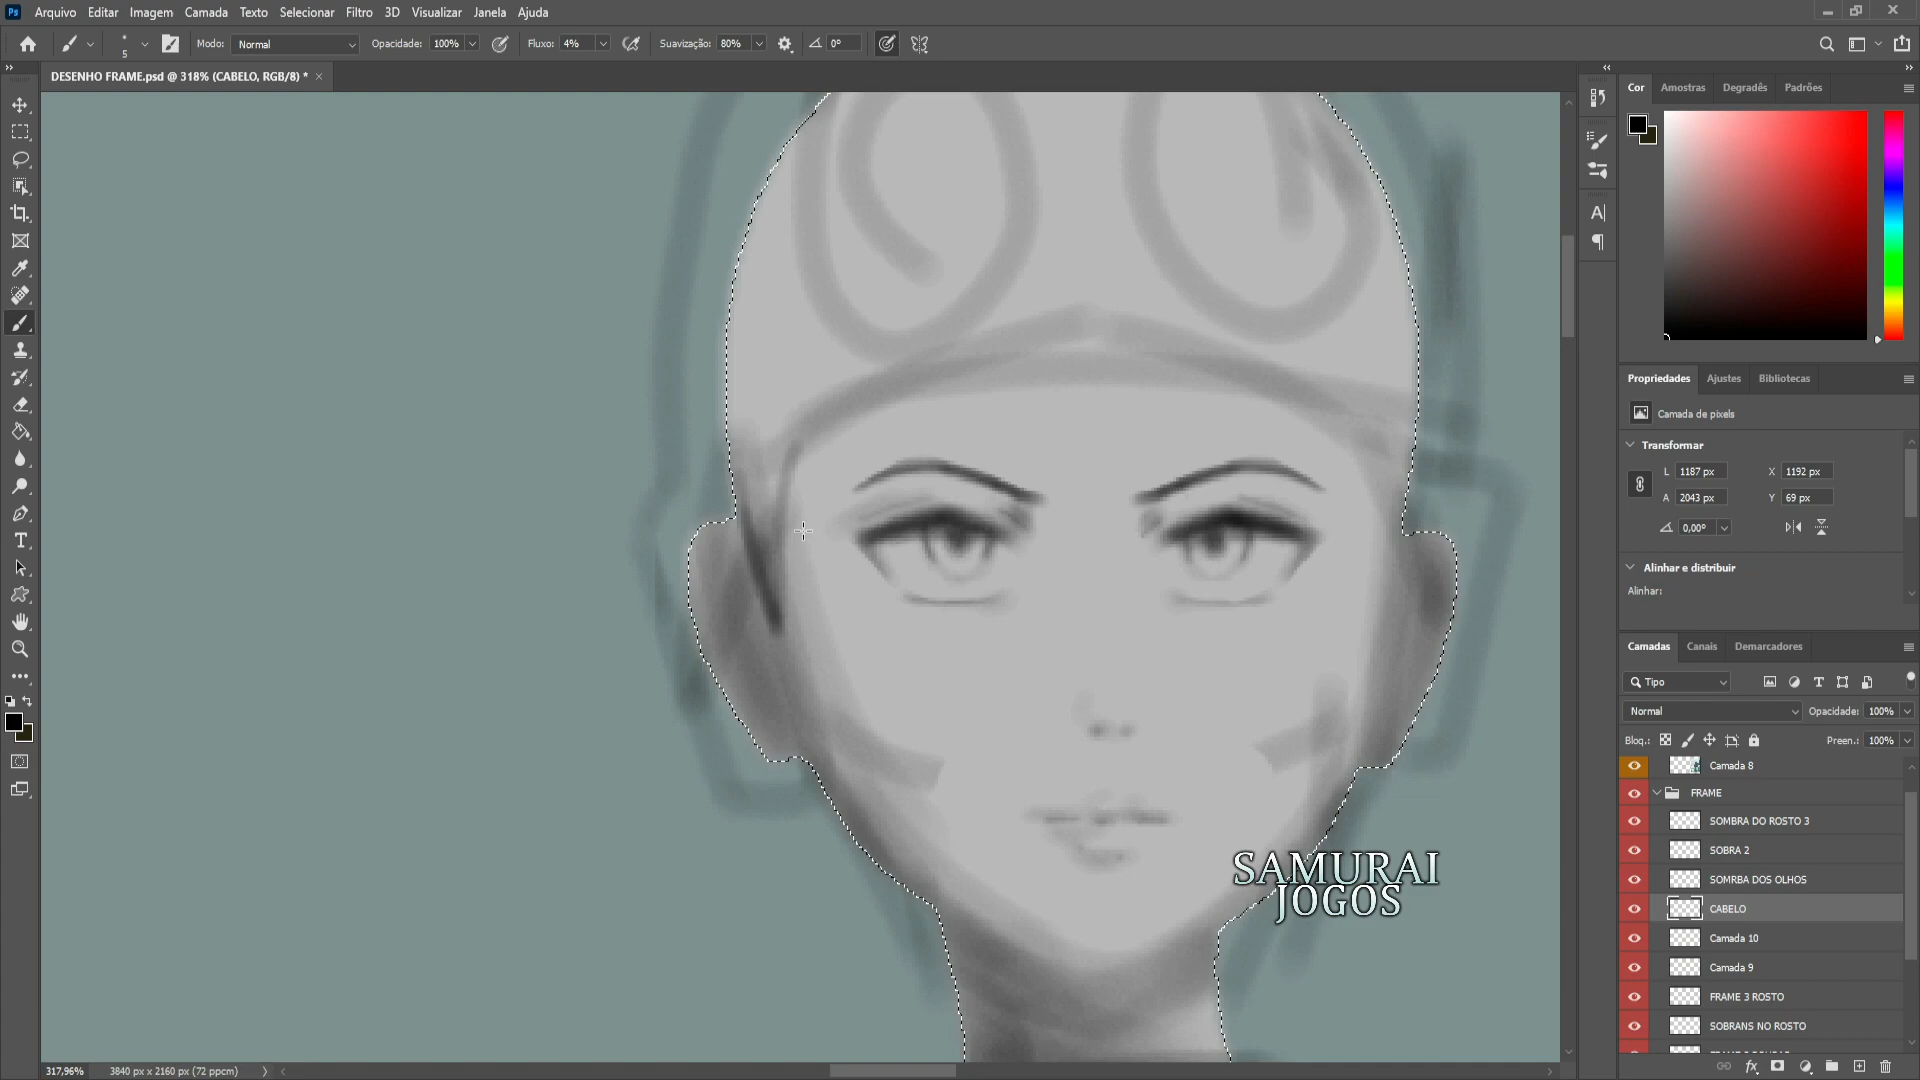 Arquivo Editar Imagem Camada Texto Selecionar Filtro 3D Visualizar Janela Ajuda
5 Modo: Normal Opacidade: 100% Fluxo: 4% Suavização: 80% 0°
DESENHO FRAME.psd @ 318% (CABELO, RGB/8) *
Cor Amostras Degradês Padrões
Propriedades Ajustes Bibliotecas
Camada de pixels
Transformar
L 1187 px X 1192 px
A 2043 px Y 69 px
0,00°
Alinhar e distribuir
Alinhar:
Camadas Canais Demarcadores
Tipo
Normal Opacidade: 100%
Bloq.: Preen.: 100%
Camada 8
FRAME
SOMBRA DO ROSTO 3
SOBRA 2
SOMRBA DOS OLHOS
CABELO
Camada 10
Camada 9
FRAME 3 ROSTO
SOBRANS NO ROSTO
SAMURAI
JOGOS
317,96% 3840 px x 2160 px (72 ppcm)